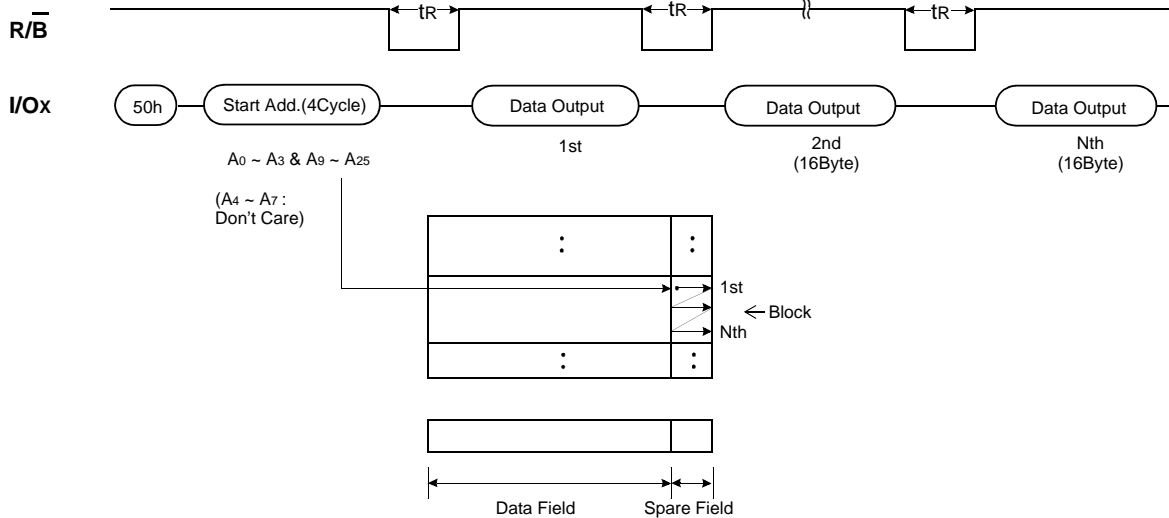 R/B
tR
tR
tR
I/Ox
50h
Start Add.(4Cycle)
Data Output
Data Output
Data Output
1st
2nd
(16Byte)
Nth
(16Byte)
A0 ~ A3 & A9 ~ A25
(A4 ~ A7 :
Don't Care)
1st
Block
Nth
Data Field
Spare Field